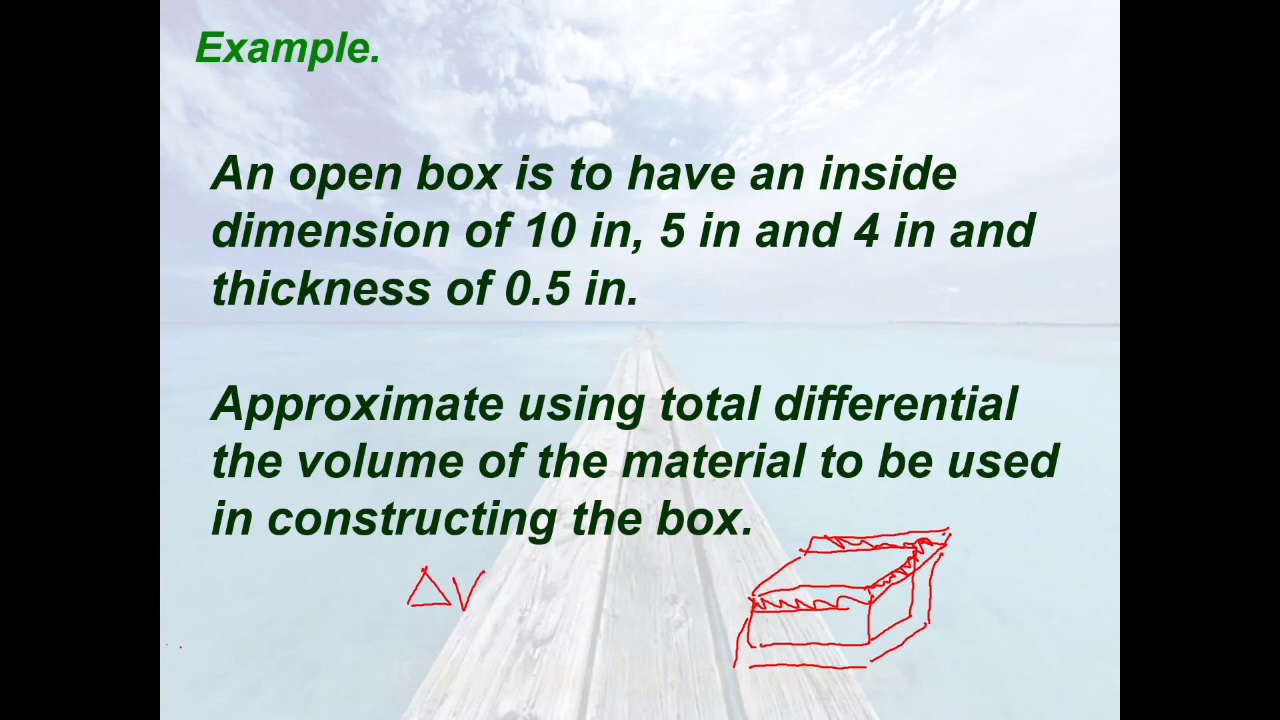 Example.
An open box is to have an inside
dimension of 10 in, 5 in and 4 in and
thickness of 0.5 in.
Approximate using total differential
the volume of the material to be used
in constructing the box.
ΔV